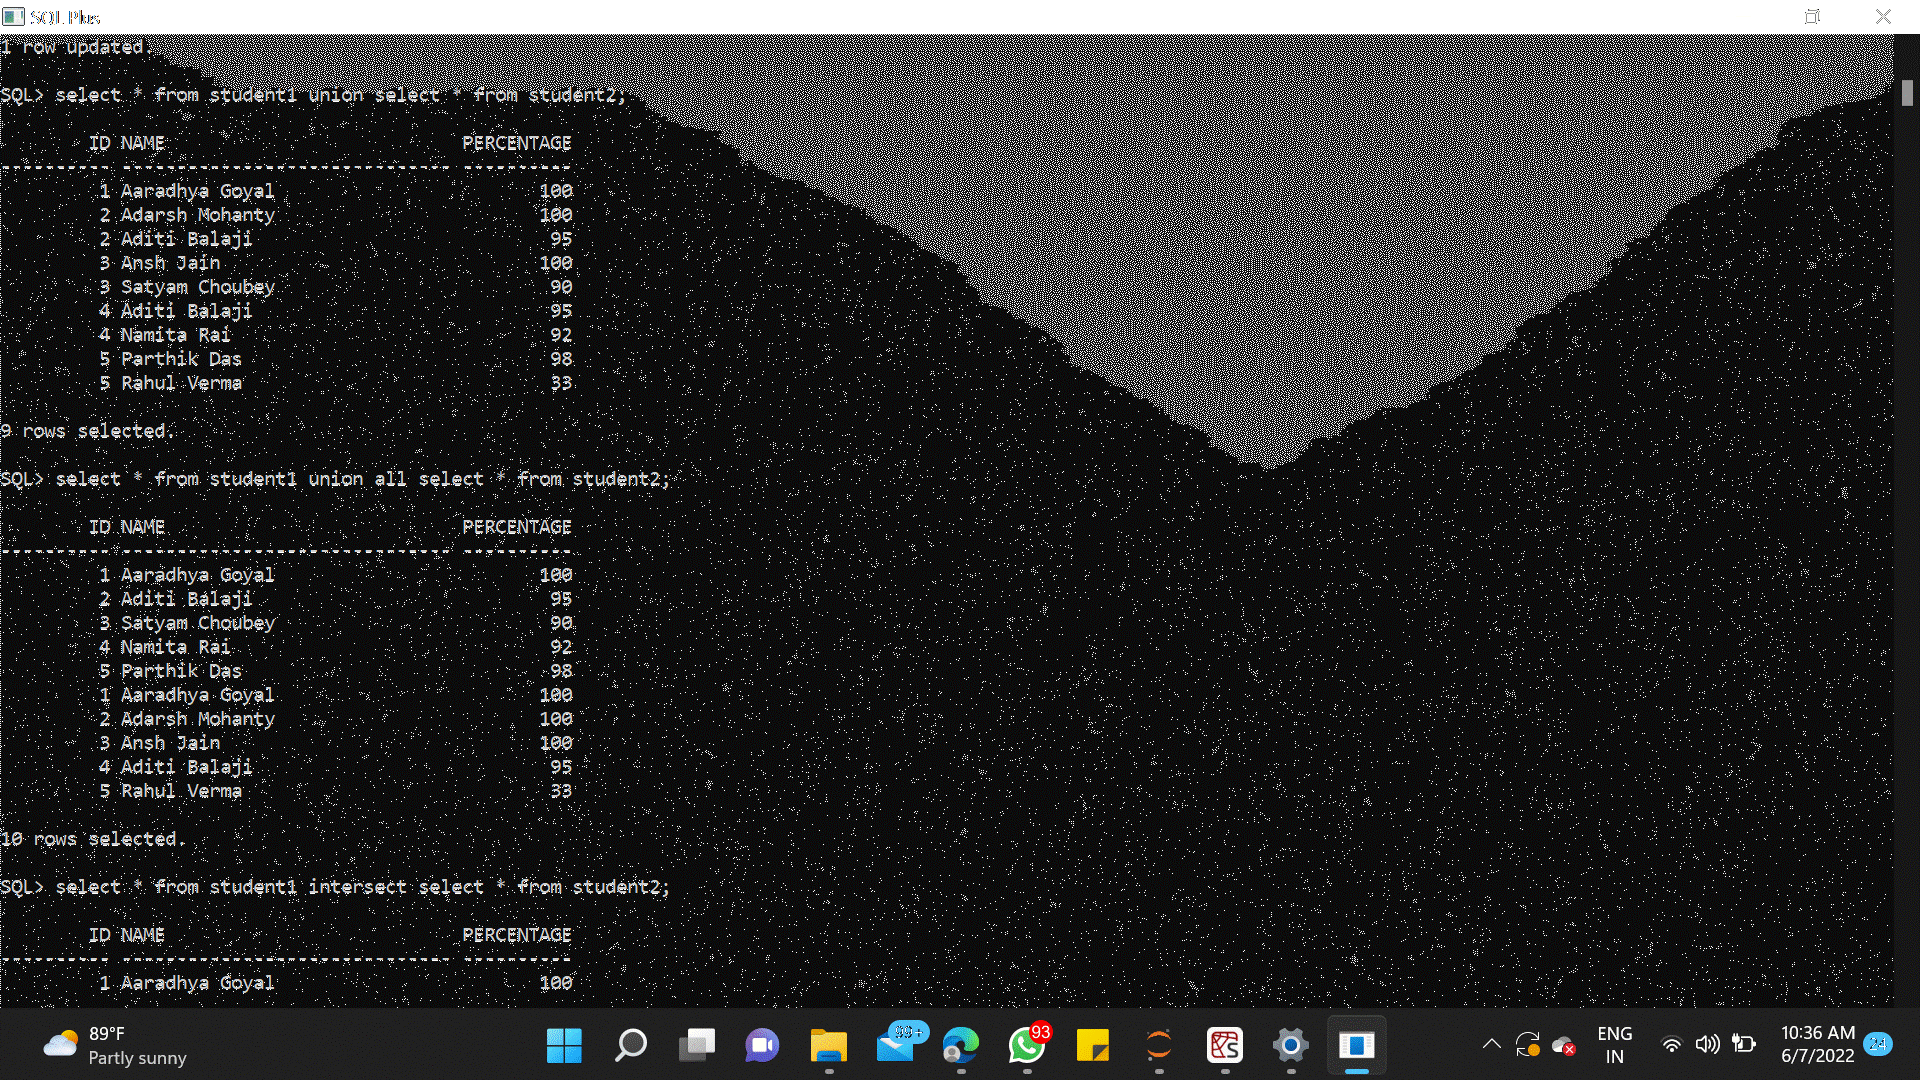 SQL Plus
1 row updated.
SQL> select * from student1 union select * from student2;
ID NAME PERCENTAGE
---------- ------------------------------ ----------
1 Aaradhya Goyal 100
2 Adarsh Mohanty 100
2 Aditi Balaji 95
3 Ansh Jain 100
3 Satyam Choubey 90
4 Aditi Balaji 95
4 Namita Rai 92
5 Parthik Das 98
5 Rahul Verma 33
9 rows selected.
SQL> select * from student1 union all select * from student2;
ID NAME PERCENTAGE
---------- ------------------------------ ----------
1 Aaradhya Goyal 100
2 Aditi Balaji 95
3 Satyam Choubey 90
4 Namita Rai 92
5 Parthik Das 98
1 Aaradhya Goyal 100
2 Adarsh Mohanty 100
3 Ansh Jain 100
4 Aditi Balaji 95
5 Rahul Verma 33
10 rows selected.
SQL> select * from student1 intersect select * from student2;
ID NAME PERCENTAGE
---------- ------------------------------ ----------
1 Aaradhya Goyal 100
89°F
Partly sunny
99+
93
ENG
IN
10:36 AM
6/7/2022
24